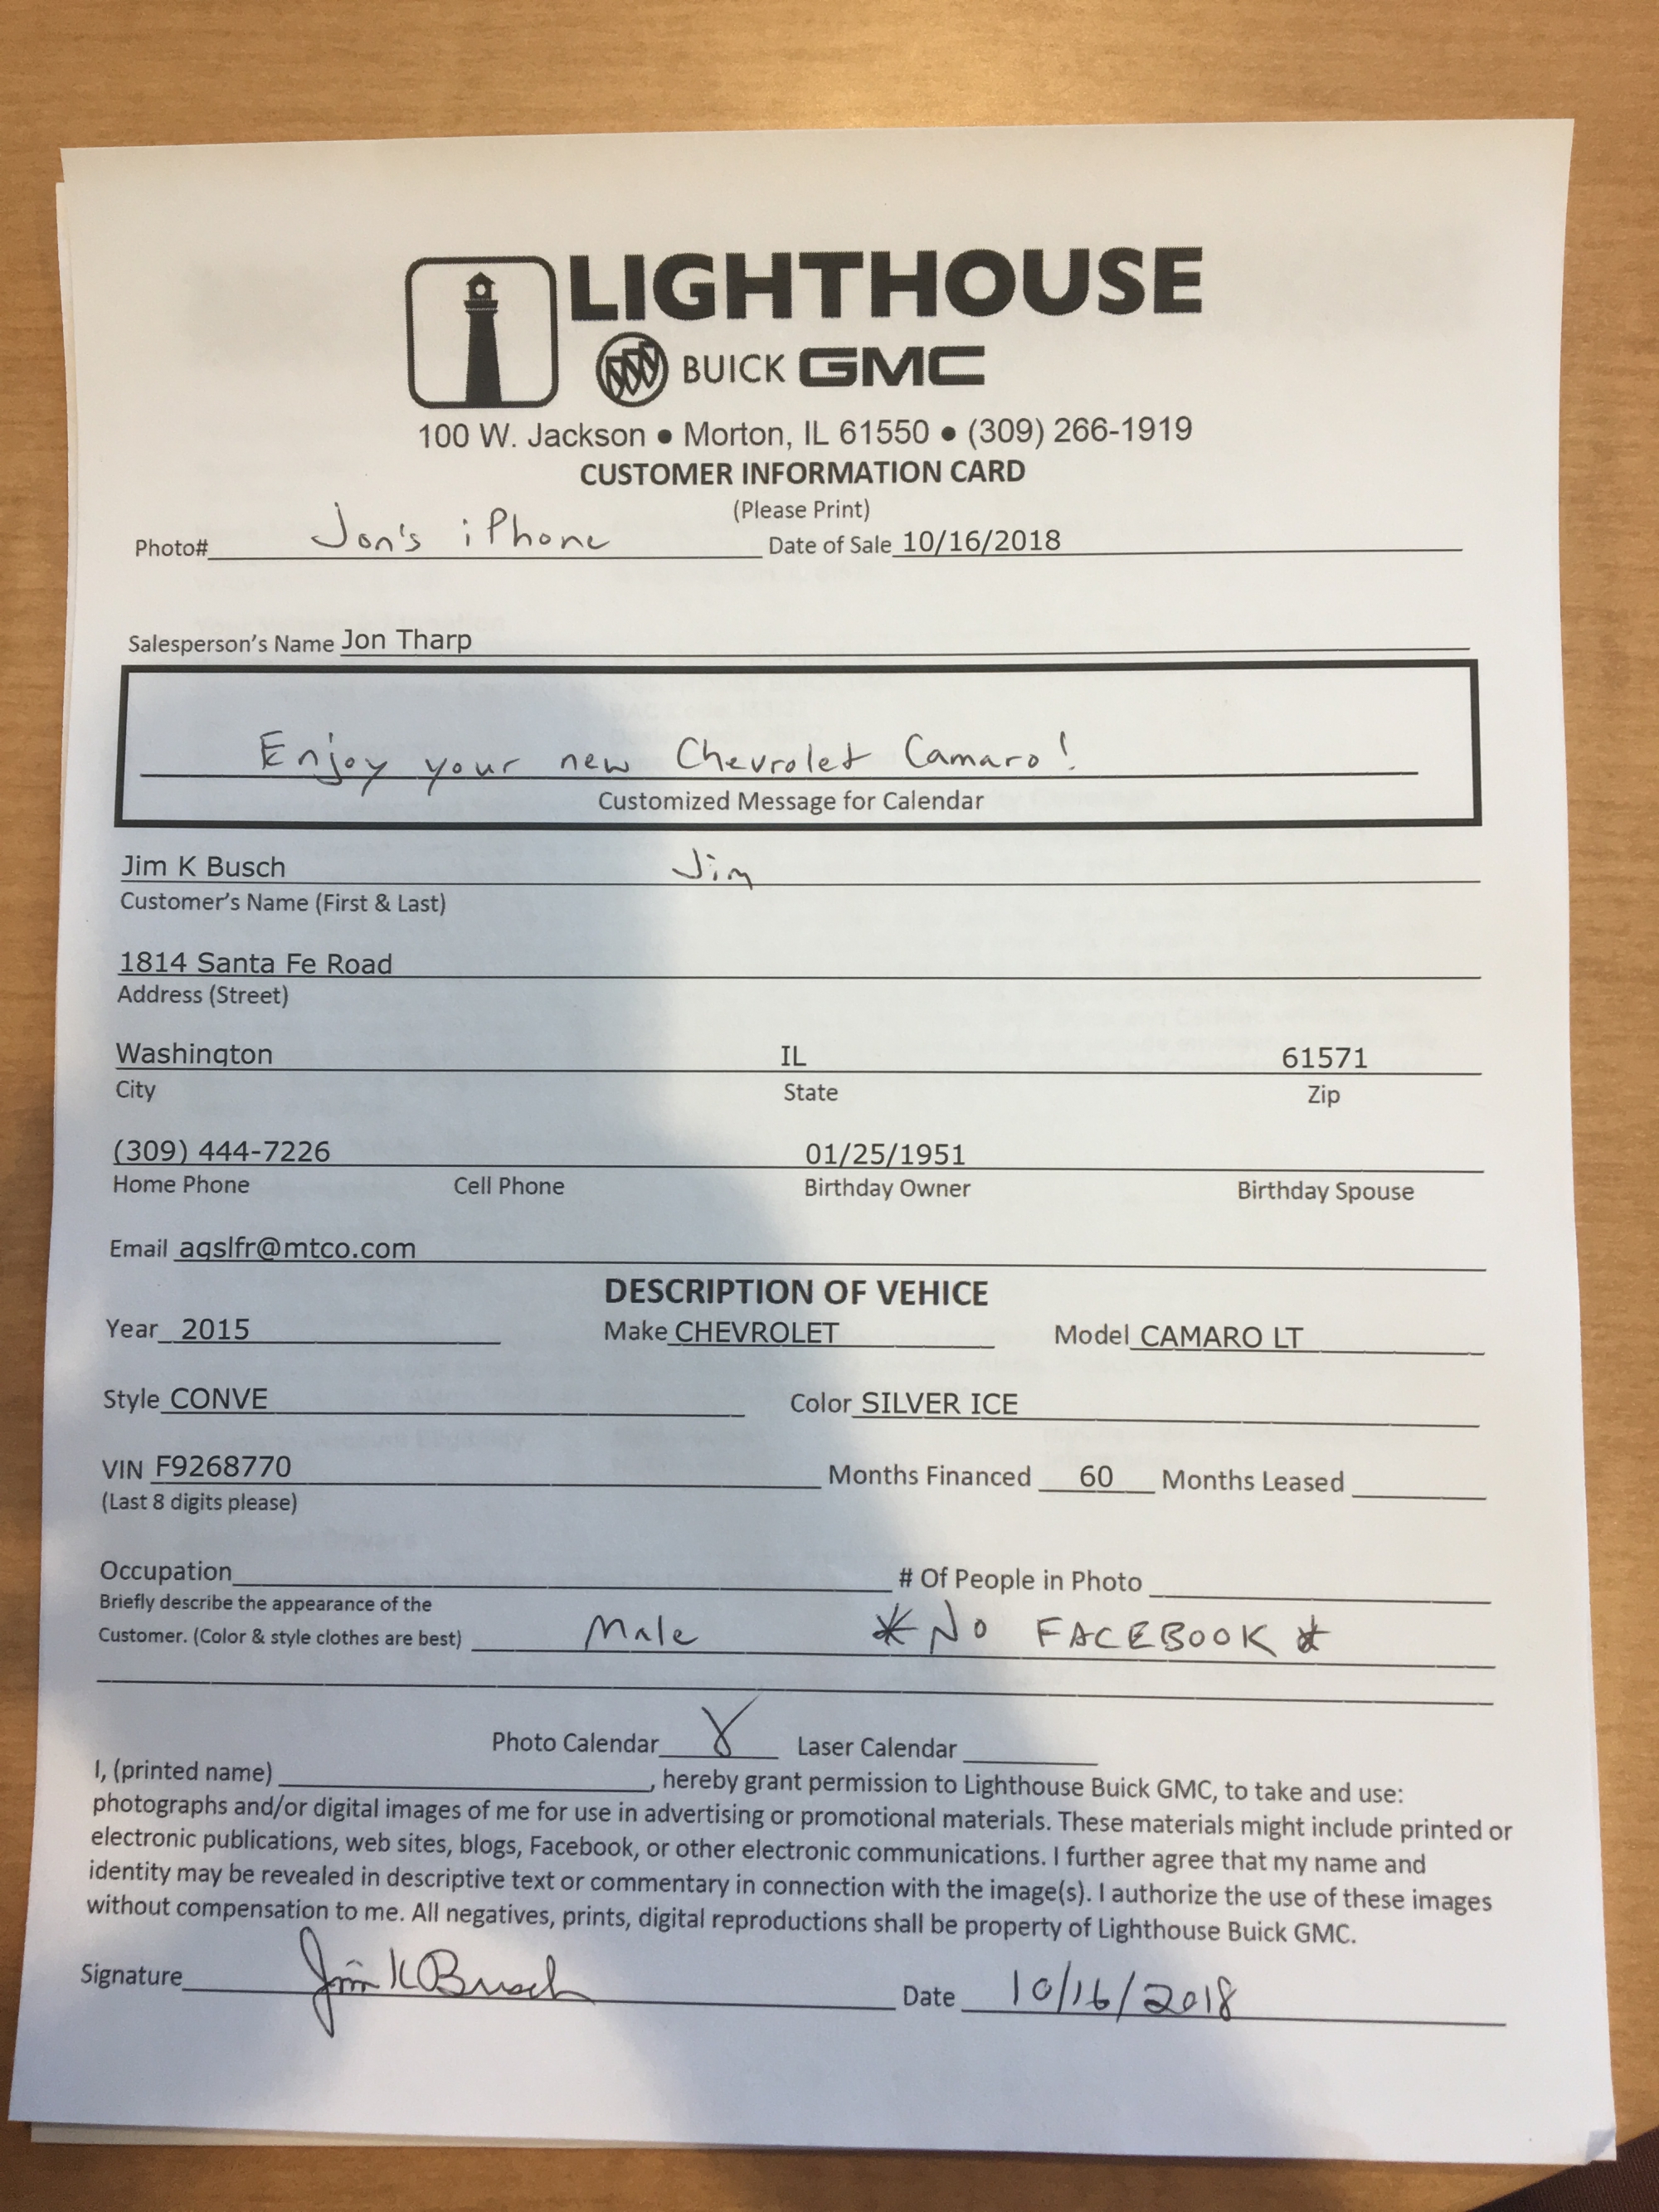 LIGHTHOUSE
BUICK GMC
100 W. Jackson ● Morton, IL 61550 ● (309) 266-1919
CUSTOMER INFORMATION CARD
(Please Print)
Photo# Jon's iPhone Date of Sale 10/16/2018
Salesperson's Name Jon Tharp
Enjoy your new Chevrolet Camaro!
Customized Message for Calendar
Jim K Busch Jim
Customer's Name (First & Last)
1814 Santa Fe Road
Address (Street)
Washington IL 61571
City State Zip
(309) 444-7226 01/25/1951
Home Phone Cell Phone Birthday Owner Birthday Spouse
Email agslfr@mtco.com
DESCRIPTION OF VEHICE
Year 2015 Make CHEVROLET Model CAMARO LT
Style CONVE Color SILVER ICE
VIN F9268770 Months Financed 60 Months Leased
(Last 8 digits please)
Occupation # Of People in Photo
Briefly describe the appearance of the
Customer. (Color & style clothes are best) Male *No FACEBOOK*
Photo Calendar X Laser Calendar
I, (printed name) , hereby grant permission to Lighthouse Buick GMC, to take and use:
photographs and/or digital images of me for use in advertising or promotional materials. These materials might include printed or
electronic publications, web sites, blogs, Facebook, or other electronic communications. I further agree that my name and
identity may be revealed in descriptive text or commentary in connection with the image(s). I authorize the use of these images
without compensation to me. All negatives, prints, digital reproductions shall be property of Lighthouse Buick GMC.
Signature Jim K Busch Date 10/16/2018